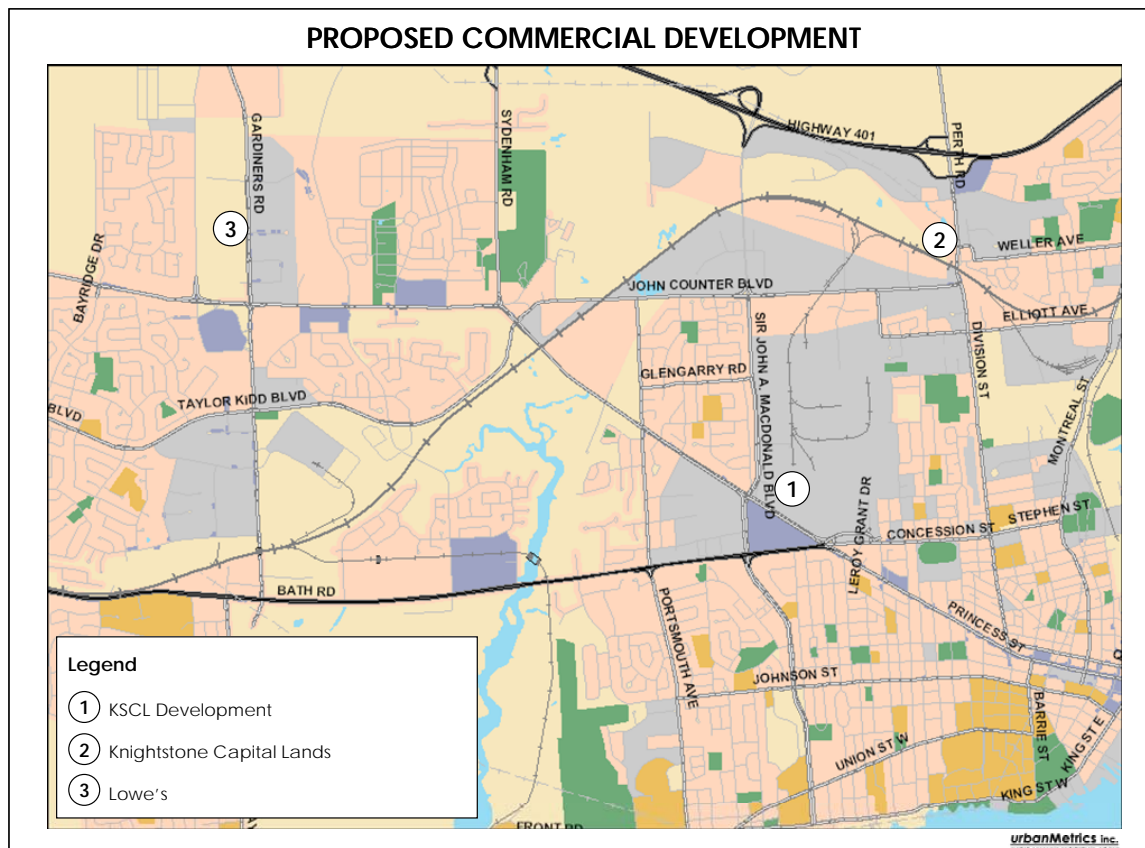 PROPOSED COMMERCIAL DEVELOPMENT
HIGHWAY 401
PERTH RD
GARDINERS RD
SYDENHAM RD
3
2
WELLER AVE
BAYRIDGE DR
JOHN COUNTER BLVD
ELLIOTT AVE
SIR JOHN A. MACDONALD BLVD
DIVISION ST
GLENGARRY RD
MONTREAL ST
TAYLOR KIDD BLVD
BLVD
1
LEROY GRANT DR
CONCESSION ST
STEPHEN ST
BATH RD
PORTSMOUTH AVE
PRINCESS ST
JOHNSON ST
BARRIE ST
KING ST E
UNION ST W
KING ST W
FRONT RD
Legend
1 KSCL Development
2 Knightstone Capital Lands
3 Lowe's
urbanMetrics inc.